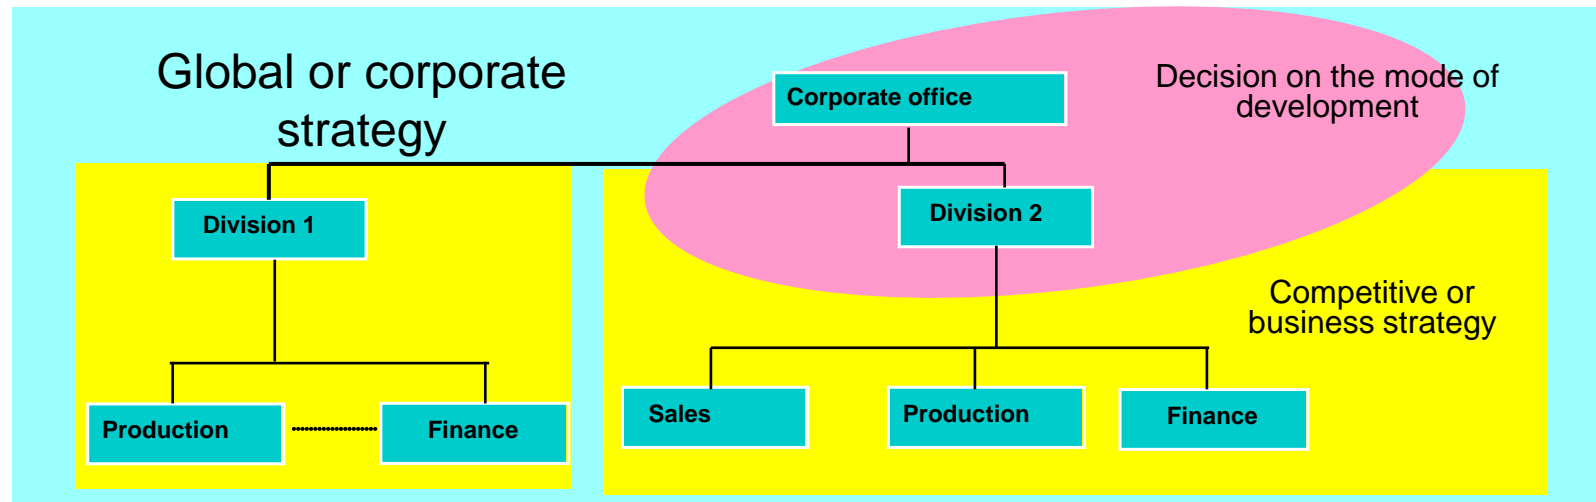 Global or corporate
strategy
Corporate office
Decision on the mode of
development
Division 1
Division 2
Competitive or
business strategy
Production
Finance
Sales
Production
Finance